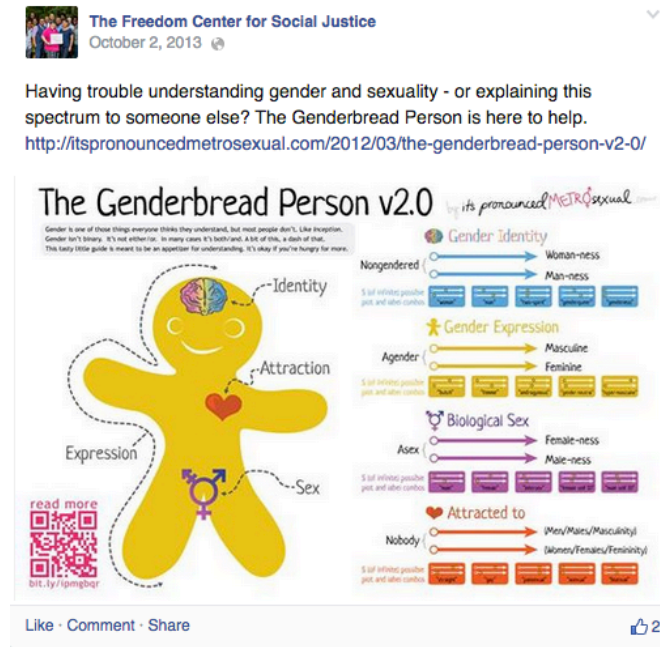 The Freedom Center for Social Justice
October 2, 2013
Having trouble understanding gender and sexuality - or explaining this
spectrum to someone else? The Genderbread Person is here to help.
http://itspronouncedmetrosexual.com/2012/03/the-genderbread-person-v2-0/
The Genderbread Person v2.0
by it's pronounced METROsexual
Gender is one of those things everyone thinks they understand, but most people don't. Like Inception.
Gender isn't binary. It's not either/or. In many cases it's both/and. A bit of this, a dash of that.
This tasty little guide is meant to be an appetizer for understanding. It's okay if you're hungry for more.
Identity
Attraction
Expression
Sex
read more
bit.ly/ipmgbqr
Gender Identity
Nongendered
Woman-ness
Man-ness
Gender Expression
Agender
Masculine
Feminine
Biological Sex
Asex
Female-ness
Male-ness
Attracted to
Nobody
(Men/Males/Masculinity)
(Women/Females/Femininity)
Like · Comment · Share
2